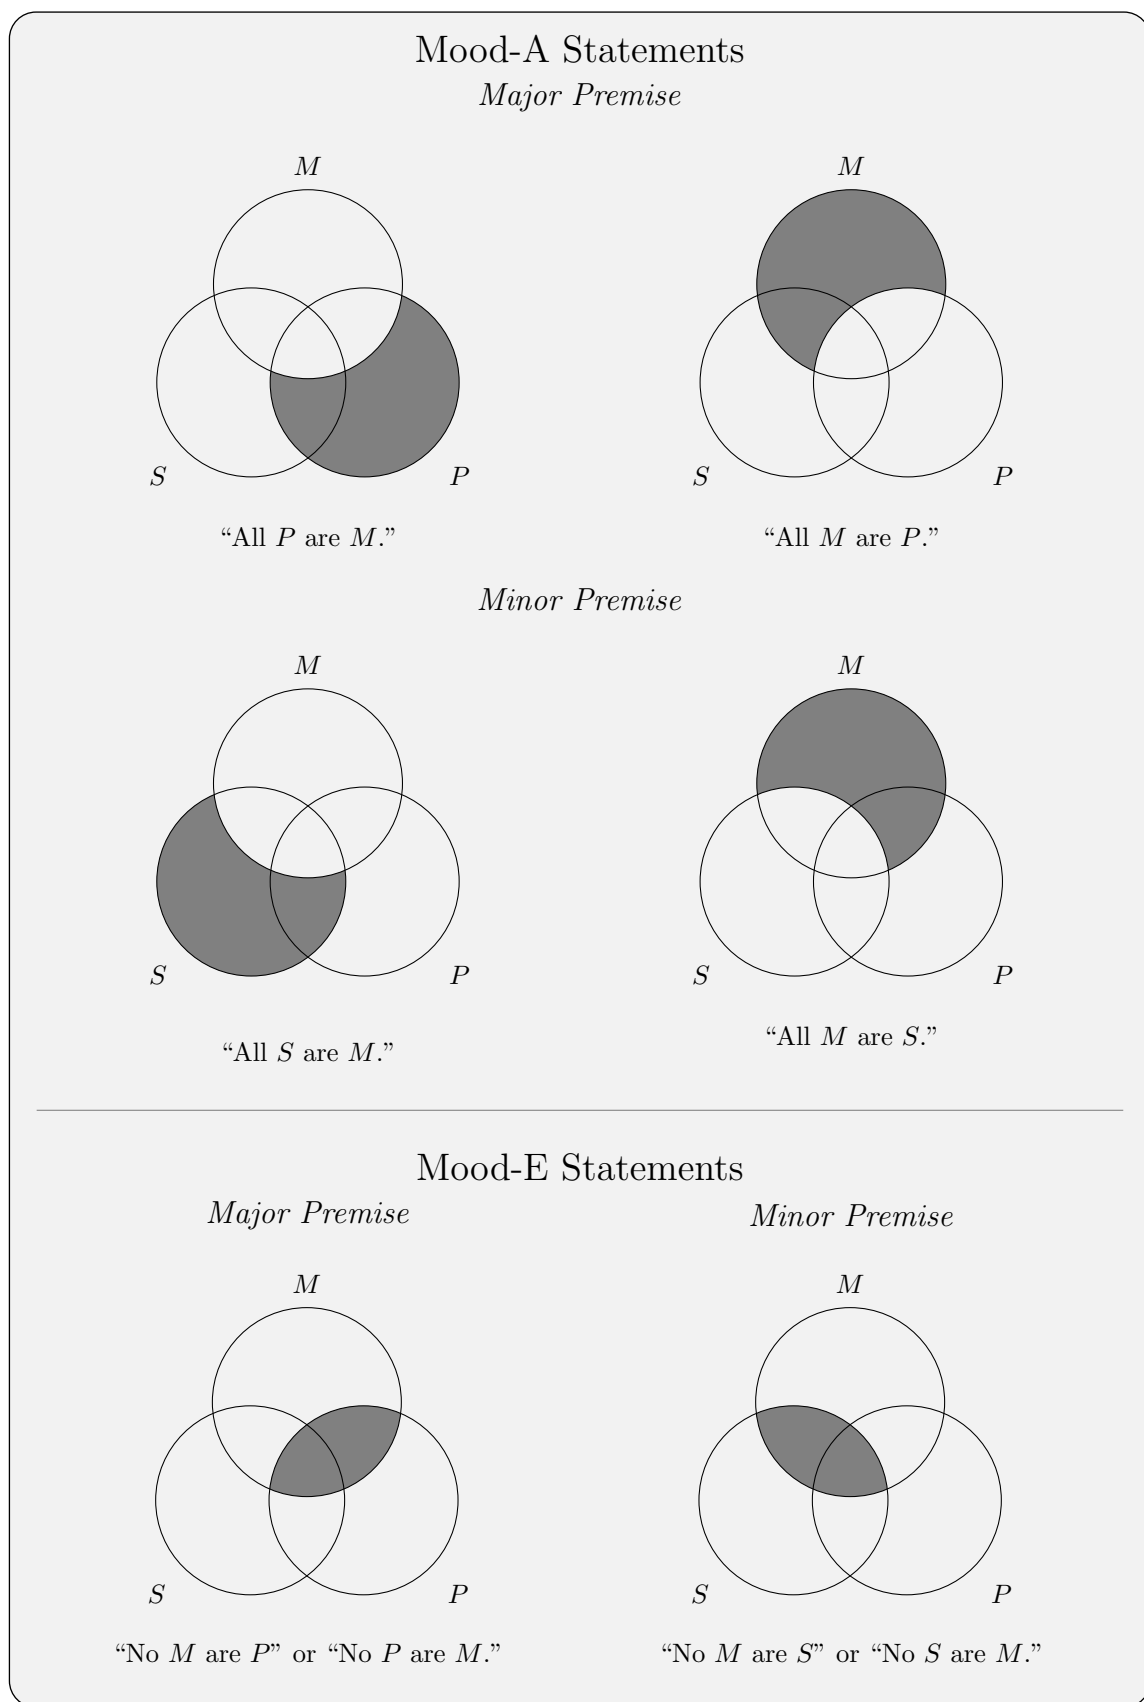 Mood-A Statements
Major Premise
M M
S P S P
“All P are M.” “All M are P.”
Minor Premise
M M
S P S P
“All S are M.” “All M are S.”
Mood-E Statements
Major Premise Minor Premise
M M
S P S P
“No M are P” or “No P are M.” “No M are S” or “No S are M.”